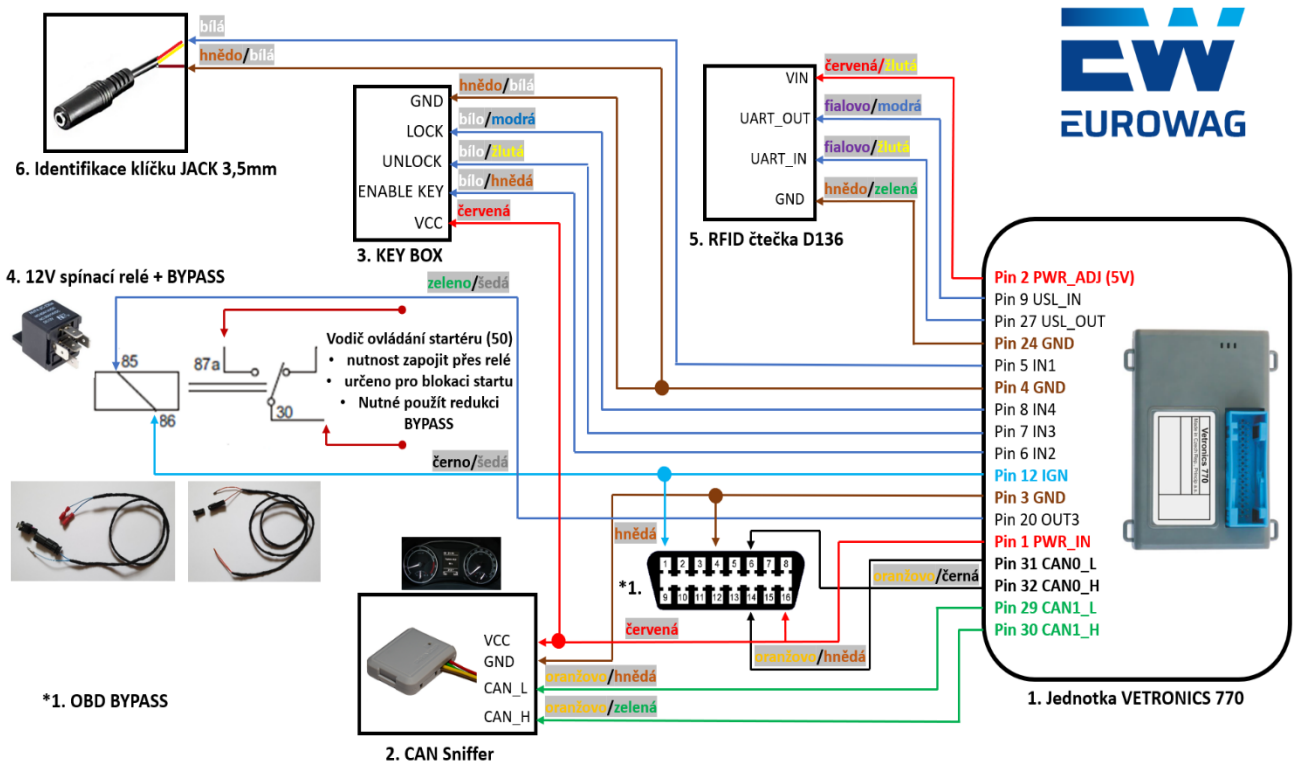 bílá
hnědo/bílá
6. Identifikace klíčku JACK 3,5mm
hnědo/bílá
bílo/modrá
bílo/žlutá
bílo/hnědá
červená
GND
LOCK
UNLOCK
ENABLE KEY
VCC
3. KEY BOX
červená/žlutá
fialovo/modrá
fialovo/žlutá
hnědo/zelená
VIN
UART_OUT
UART_IN
GND
5. RFID čtečka D136
EW
EUROWAG
4. 12V spínací relé + BYPASS
zeleno/šedá
85
86
87a
30
Vodič ovládání startéru (50)
• nutnost zapojit přes relé
• určeno pro blokaci startu
• Nutné použít redukci
BYPASS
černo/šedá
Pin 2 PWR_ADJ (5V)
Pin 9 USL_IN
Pin 27 USL_OUT
Pin 24 GND
Pin 5 IN1
Pin 4 GND
Pin 8 IN4
Pin 7 IN3
Pin 6 IN2
Pin 12 IGN
Pin 3 GND
Pin 20 OUT3
Pin 1 PWR_IN
Pin 31 CAN0_L
Pin 32 CAN0_H
Pin 29 CAN1_L
Pin 30 CAN1_H
Vetronics 770
1. Jednotka VETRONICS 770
hnědá
*1.
1 2 3 4 5 6 7 8
9 10 11 12 13 14 15 16
oranžovo/černá
oranžovo/hnědá
červená
VCC
GND
CAN_L
CAN_H
oranžovo/hnědá
oranžovo/zelená
*1. OBD BYPASS
2. CAN Sniffer